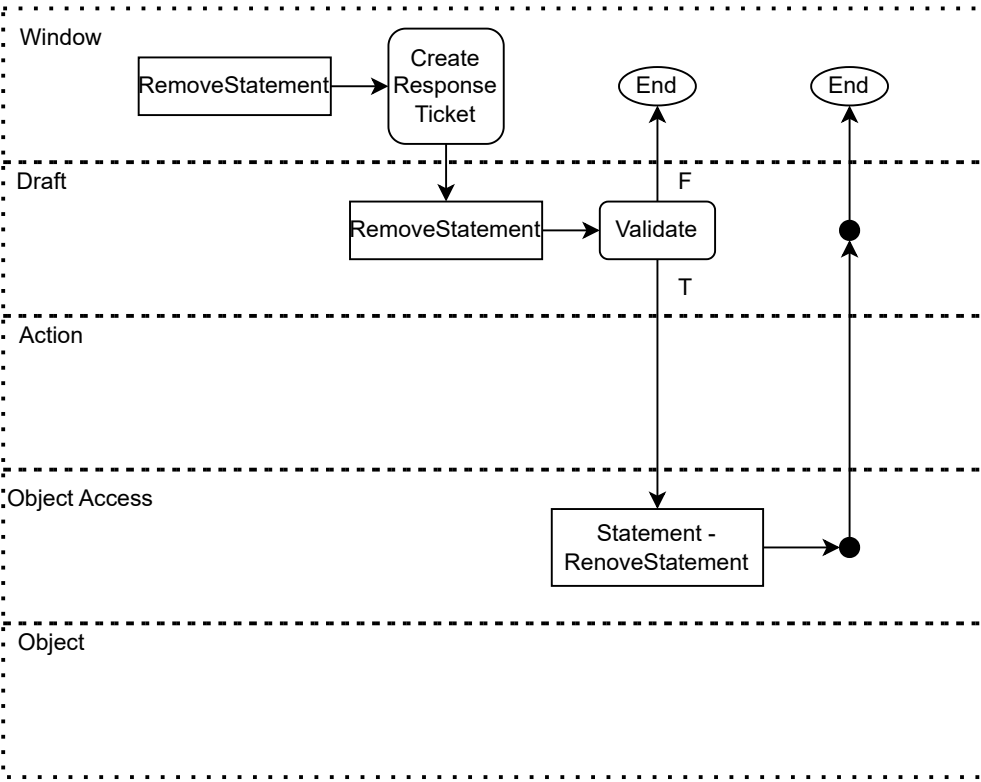 Window
RemoveStatement
Create
Response
Ticket
End
End
Draft
F
RemoveStatement
Validate
T
Action
Object Access
Statement -
RenoveStatement
Object